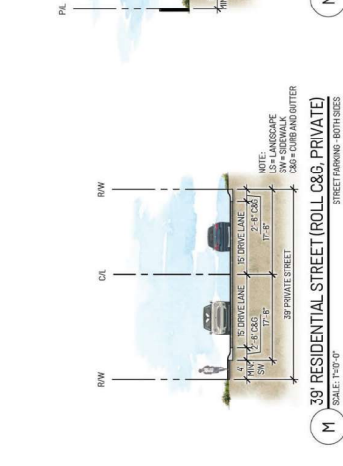 P/L
MIN
R/W
C/L
R/W
4'
15' DRIVE LANE
15' DRIVE LANE
MIN
SW
2'-6" C&G
2'-6" C&G
17'-6"
17'-6"
39' PRIVATE STREET
NOTE:
LS = LANDSCAPE
SW = SIDEWALK
C&G = CURB AND GUTTER
M
39' RESIDENTIAL STREET (ROLL C&G, PRIVATE)
SCALE: 1"=10'-0"
STREET PARKING - BOTH SIDES